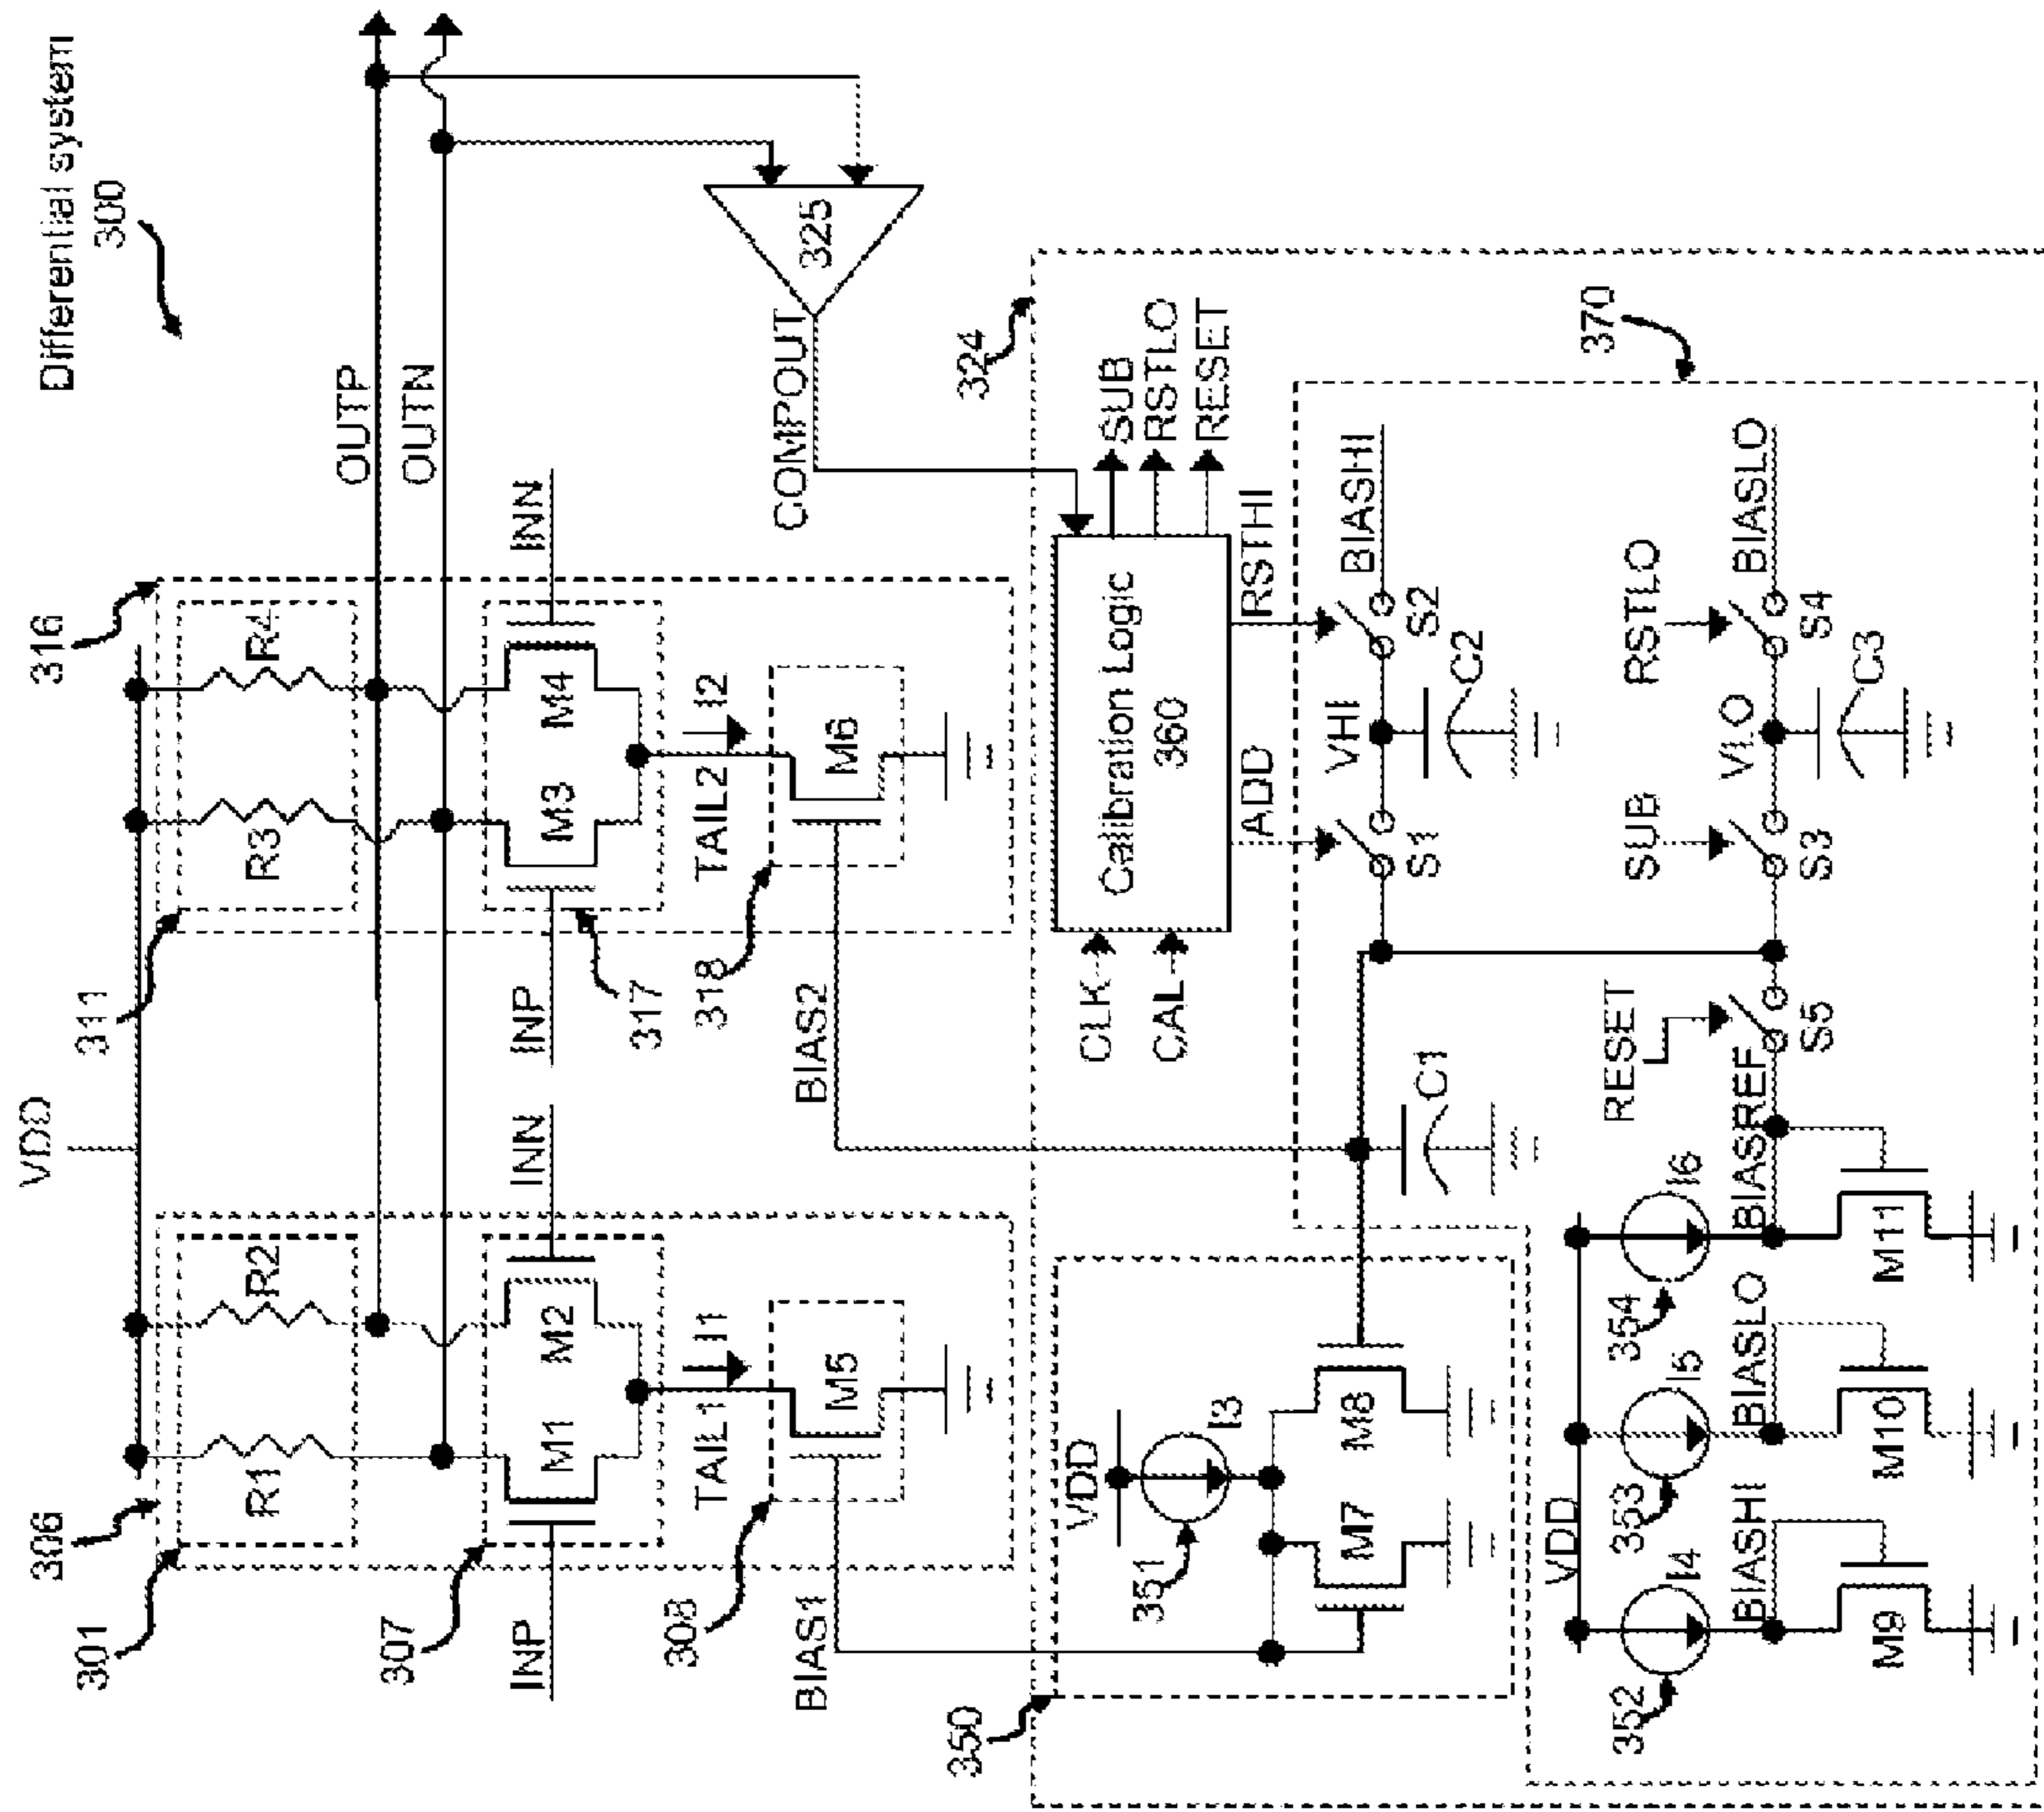 Differential system
300
VDD
OUTP
OUTN
306
301
R1
R2
311
R3
R4
316
307
INP
M1
M2
INN
INP
317
M3
M4
INN
TAIL1
I1
TAIL2
I2
308
M5
318
M6
BIAS1
BIAS2
COMPOUT
325
324
350
VDD
351
I3
M7
M8
C1
CLK
CAL
Calibration Logic
360
SUB
RSTLO
RESET
ADD
RSTHI
370
VHI
BIASHI
S1
S2
C2
VDD
352
I4
353
I5
354
I6
BIASHI
BIASLO
BIASREF
M9
M10
M11
RESET
S5
SUB
S3
VLO
RSTLO
S4
BIASLO
C3